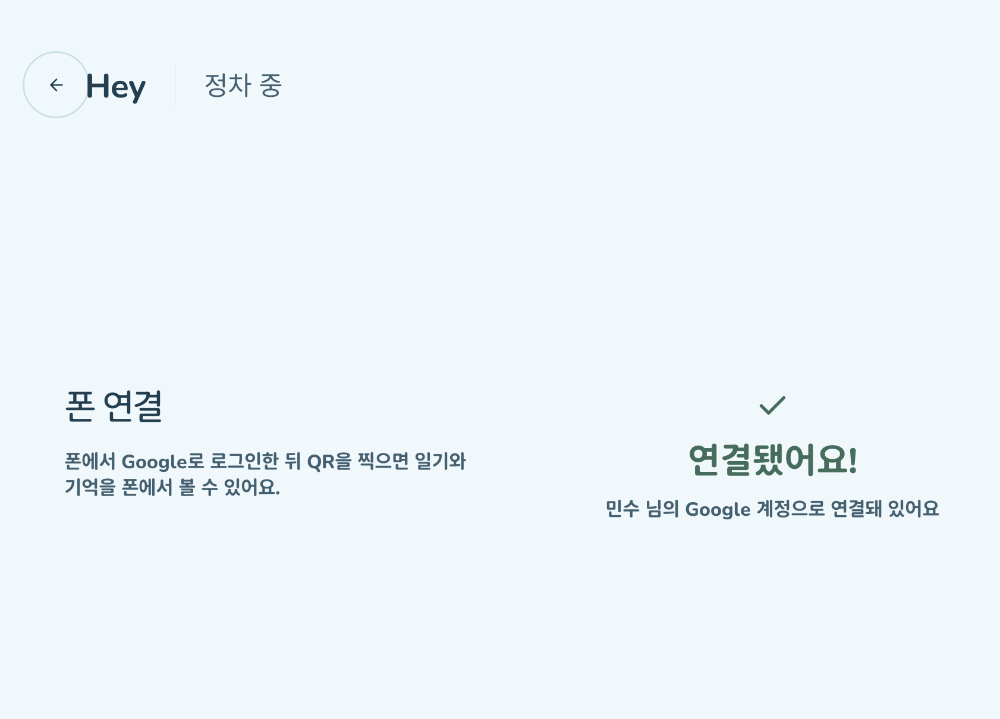 Hey
정차 중
폰 연결
폰에서 Google로 로그인한 뒤 QR을 찍으면 일기와
기억을 폰에서 볼 수 있어요.
연결됐어요!
민수 님의 Google 계정으로 연결돼 있어요